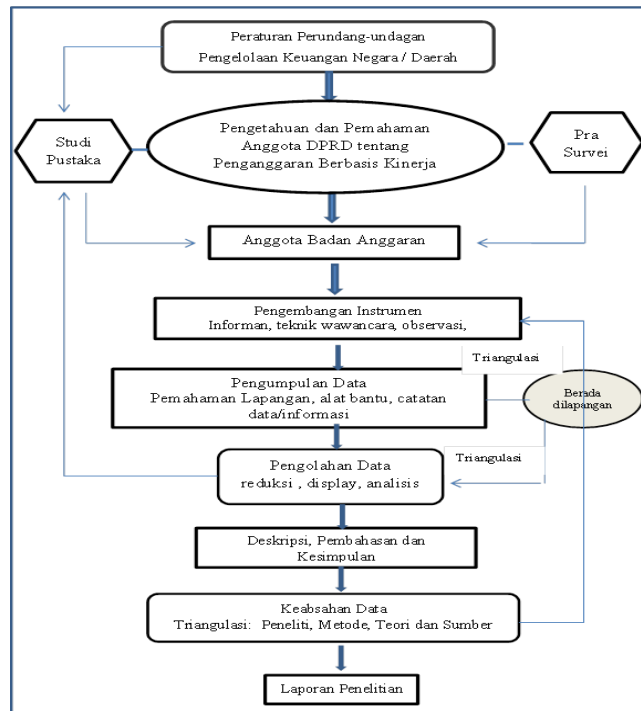 Peraturan Perundang-undagan
Pengelolaan Keuangan Negara / Daerah
Studi
Pustaka
Pengetahuan dan Pemahaman
Anggota DPRD tentang
Penganggaran Berbasis Kinerja
Pra
Survei
Anggota Badan Anggaran
Pengembangan Instrumen
Informan, teknik wawancara, observasi,
Triangulasi
Pengumpulan Data
Pemahaman Lapangan, alat bantu, catatan
data/informasi
Berada
dilapangan
Triangulasi
Pengolahan Data
reduksi , display, analisis
Deskripsi, Pembahasan dan
Kesimpulan
Keabsahan Data
Triangulasi: Peneliti, Metode, Teori dan Sumber
Laporan Penelitian